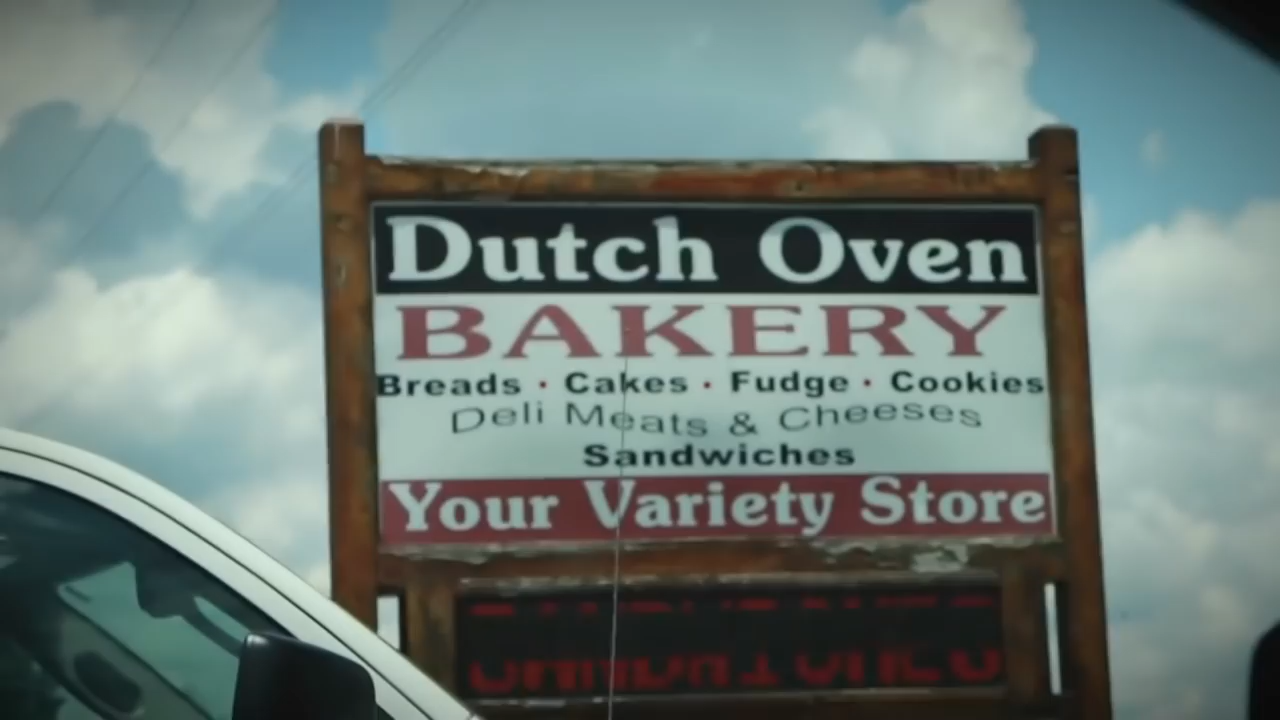 Dutch Oven
BAKERY
Breads · Cakes · Fudge · Cookies
Deli Meats & Cheeses
Sandwiches
Your Variety Store